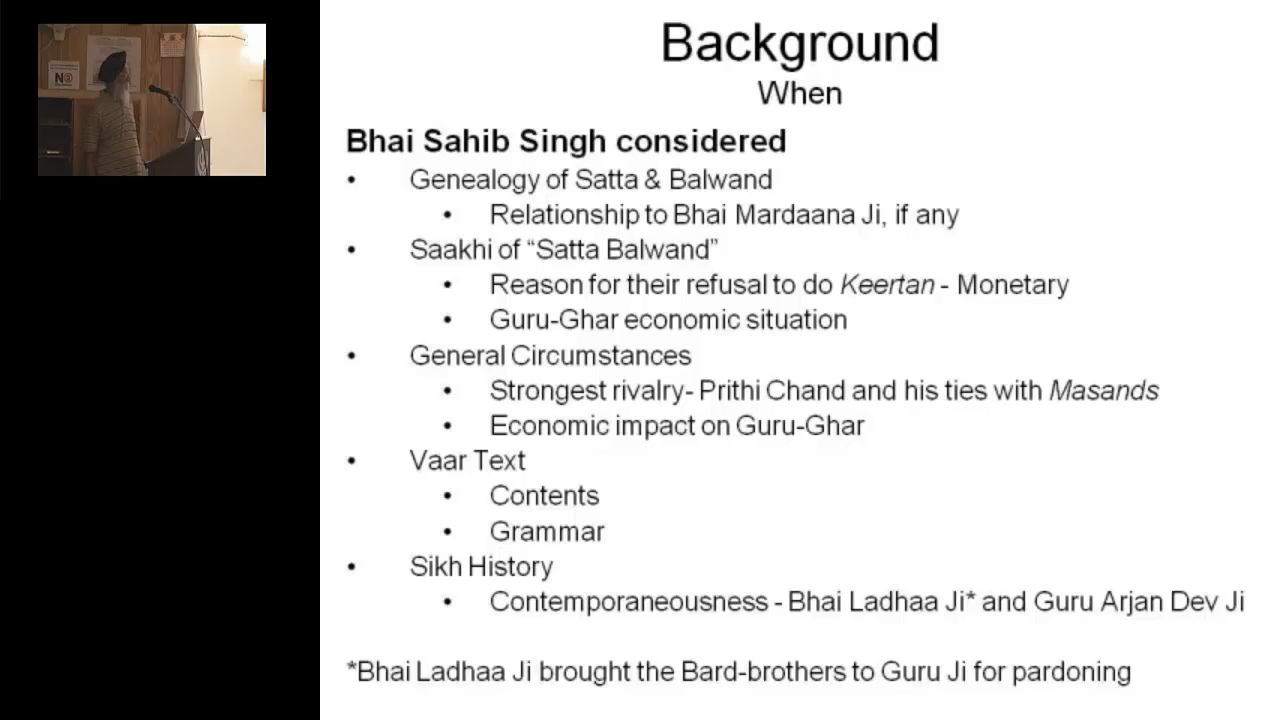 Background
When
Bhai Sahib Singh considered
• Genealogy of Satta & Balwand
• Relationship to Bhai Mardaana Ji, if any
• Saakhi of “Satta Balwand”
• Reason for their refusal to do Keertan - Monetary
• Guru-Ghar economic situation
• General Circumstances
• Strongest rivalry- Prithi Chand and his ties with Masands
• Economic impact on Guru-Ghar
• Vaar Text
• Contents
• Grammar
• Sikh History
• Contemporaneousness - Bhai Ladhaa Ji* and Guru Arjan Dev Ji
*Bhai Ladhaa Ji brought the Bard-brothers to Guru Ji for pardoning